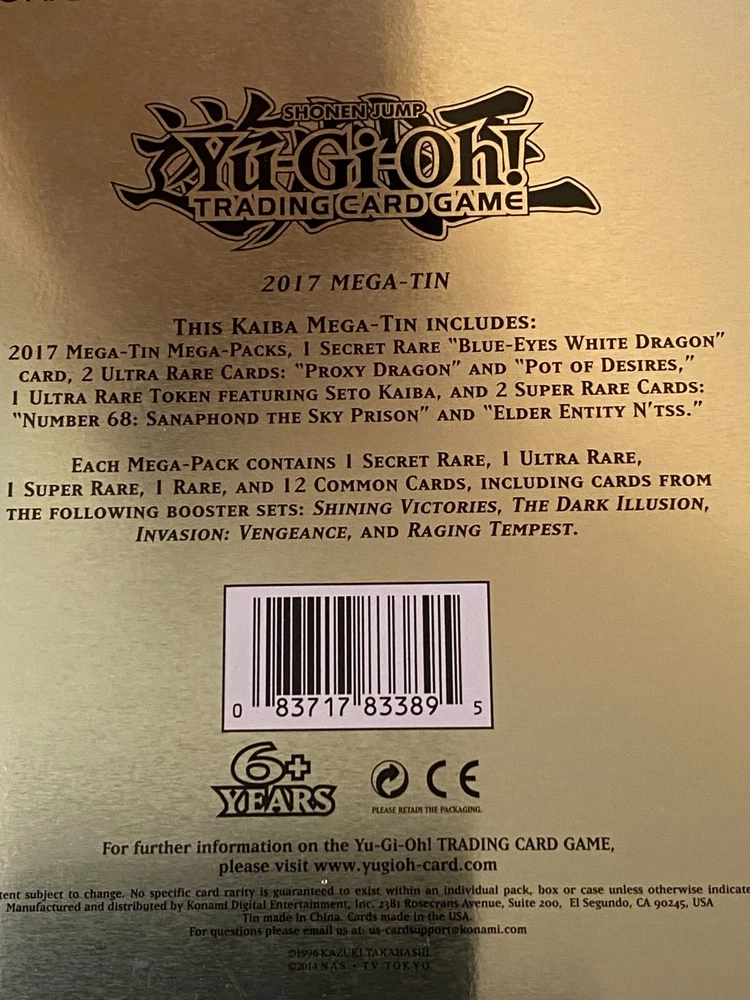 SHONEN JUMP
Yu-Gi-Oh!
TRADING CARD GAME
2017 MEGA-TIN
THIS KAIBA MEGA-TIN INCLUDES:
2017 MEGA-TIN MEGA-PACKS, 1 SECRET RARE "BLUE-EYES WHITE DRAGON"
CARD, 2 ULTRA RARE CARDS: "PROXY DRAGON" AND "POT OF DESIRES,"
1 ULTRA RARE TOKEN FEATURING SETO KAIBA, AND 2 SUPER RARE CARDS:
"NUMBER 68: SANAPHOND THE SKY PRISON" AND "ELDER ENTITY N'TSS."
EACH MEGA-PACK CONTAINS 1 SECRET RARE, 1 ULTRA RARE,
1 SUPER RARE, 1 RARE, AND 12 COMMON CARDS, INCLUDING CARDS FROM
THE FOLLOWING BOOSTER SETS: SHINING VICTORIES, THE DARK ILLUSION,
INVASION: VENGEANCE, AND RAGING TEMPEST.
0 83717 83389 5
6+
YEARS
CE
PLEASE RETAIN THE PACKAGING.
For further information on the Yu-Gi-Oh! TRADING CARD GAME,
please visit www.yugioh-card.com
tent subject to change. No specific card rarity is guaranteed to exist within an individual pack, box or case unless otherwise indicate
Manufactured and distributed by Konami Digital Entertainment, Inc. 2381 Rosecrans Avenue, Suite 200, El Segundo, CA 90245, USA
Tin made in China. Cards made in the USA.
For questions please email us at: us-cardsupport@konami.com
©1996 KAZUKI TAKAHASHI
©2014 NAS • TV TOKYO